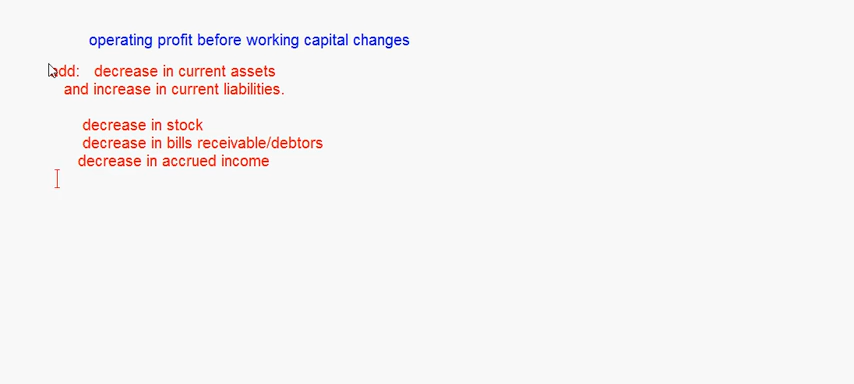 operating profit before working capital changes
add: decrease in current assets
and increase in current liabilities.
decrease in stock
decrease in bills receivable/debtors
decrease in accrued income